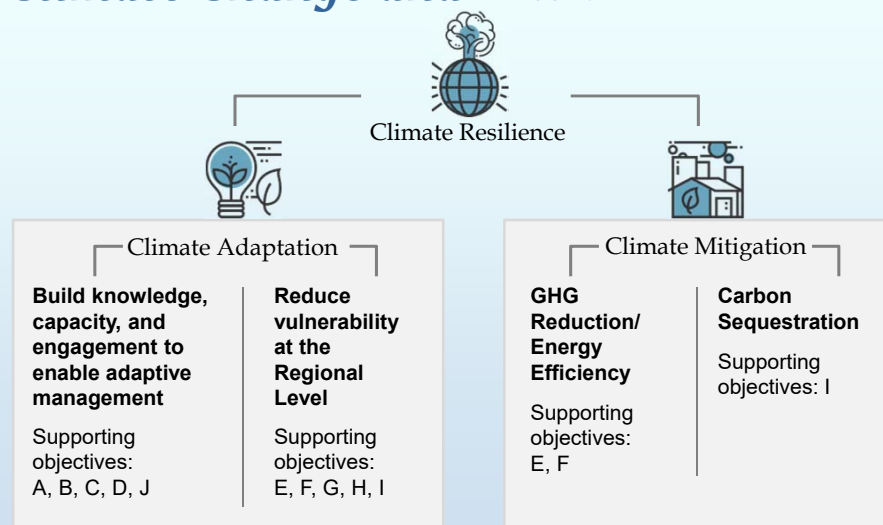 Climate Resilience
Climate Adaptation
Build knowledge,
capacity, and
engagement to
enable adaptive
management
Supporting
objectives:
A, B, C, D, J
Reduce
vulnerability
at the
Regional
Level
Supporting
objectives:
E, F, G, H, I
Climate Mitigation
GHG
Reduction/
Energy
Efficiency
Supporting
objectives:
E, F
Carbon
Sequestration
Supporting
objectives: I